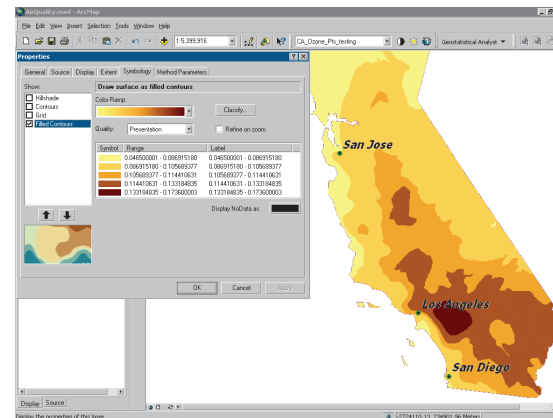 AirQuality.mxd - ArcMap
File Edit View Insert Selection Tools Window Help
1:5,399,916 CA_Ozone_Pts_testing Geostatistical Analyst
Properties
General Source Display Extent Symbology Method Parameters
Show: Draw surface as filled contours
Hillshade
Contours
Grid
Filled Contours
Color Ramp:
Classify...
Quality: Presentation Refine on zoom
Symbol Range Label
0.046500001 - 0.086915180 0.046500001 - 0.086915180
0.086915180 - 0.105689377 0.086915180 - 0.105689377
0.105689377 - 0.114410631 0.105689377 - 0.114410631
0.114410631 - 0.133184835 0.114410631 - 0.133184835
0.133184835 - 0.173600003 0.133184835 - 0.173600003
Display NoData as:
OK Cancel Apply
San Jose
Los Angeles
San Diego
Display Source
Display the properties of this layer
-2724110.13 234901.96 Meters